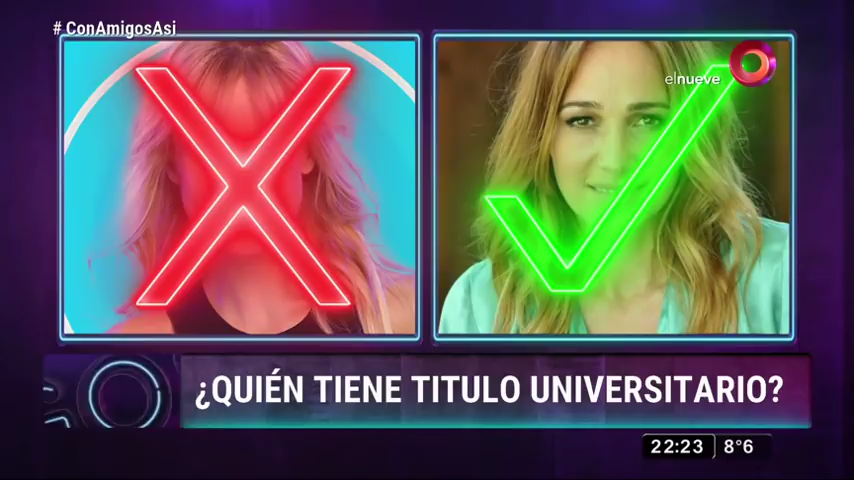 # ConAmigosAsi
elnueve
¿QUIÉN TIENE TITULO UNIVERSITARIO?
22:23 8°6